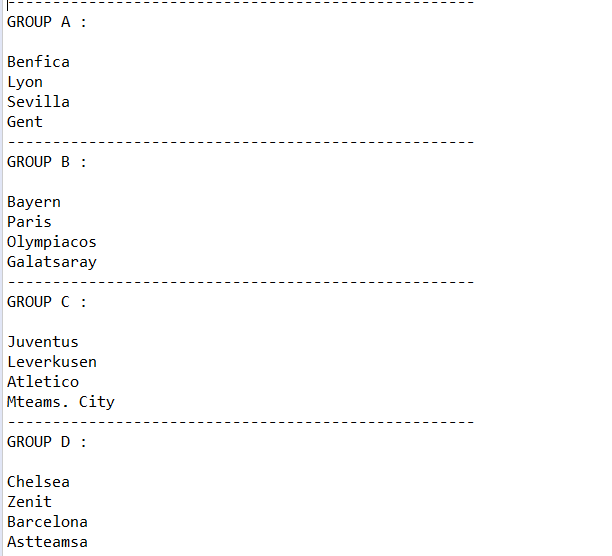 ----------------------------------------------------
GROUP A :
Benfica
Lyon
Sevilla
Gent
----------------------------------------------------
GROUP B :
Bayern
Paris
Olympiacos
Galatsaray
----------------------------------------------------
GROUP C :
Juventus
Leverkusen
Atletico
Mteams. City
----------------------------------------------------
GROUP D :
Chelsea
Zenit
Barcelona
Astteamsa